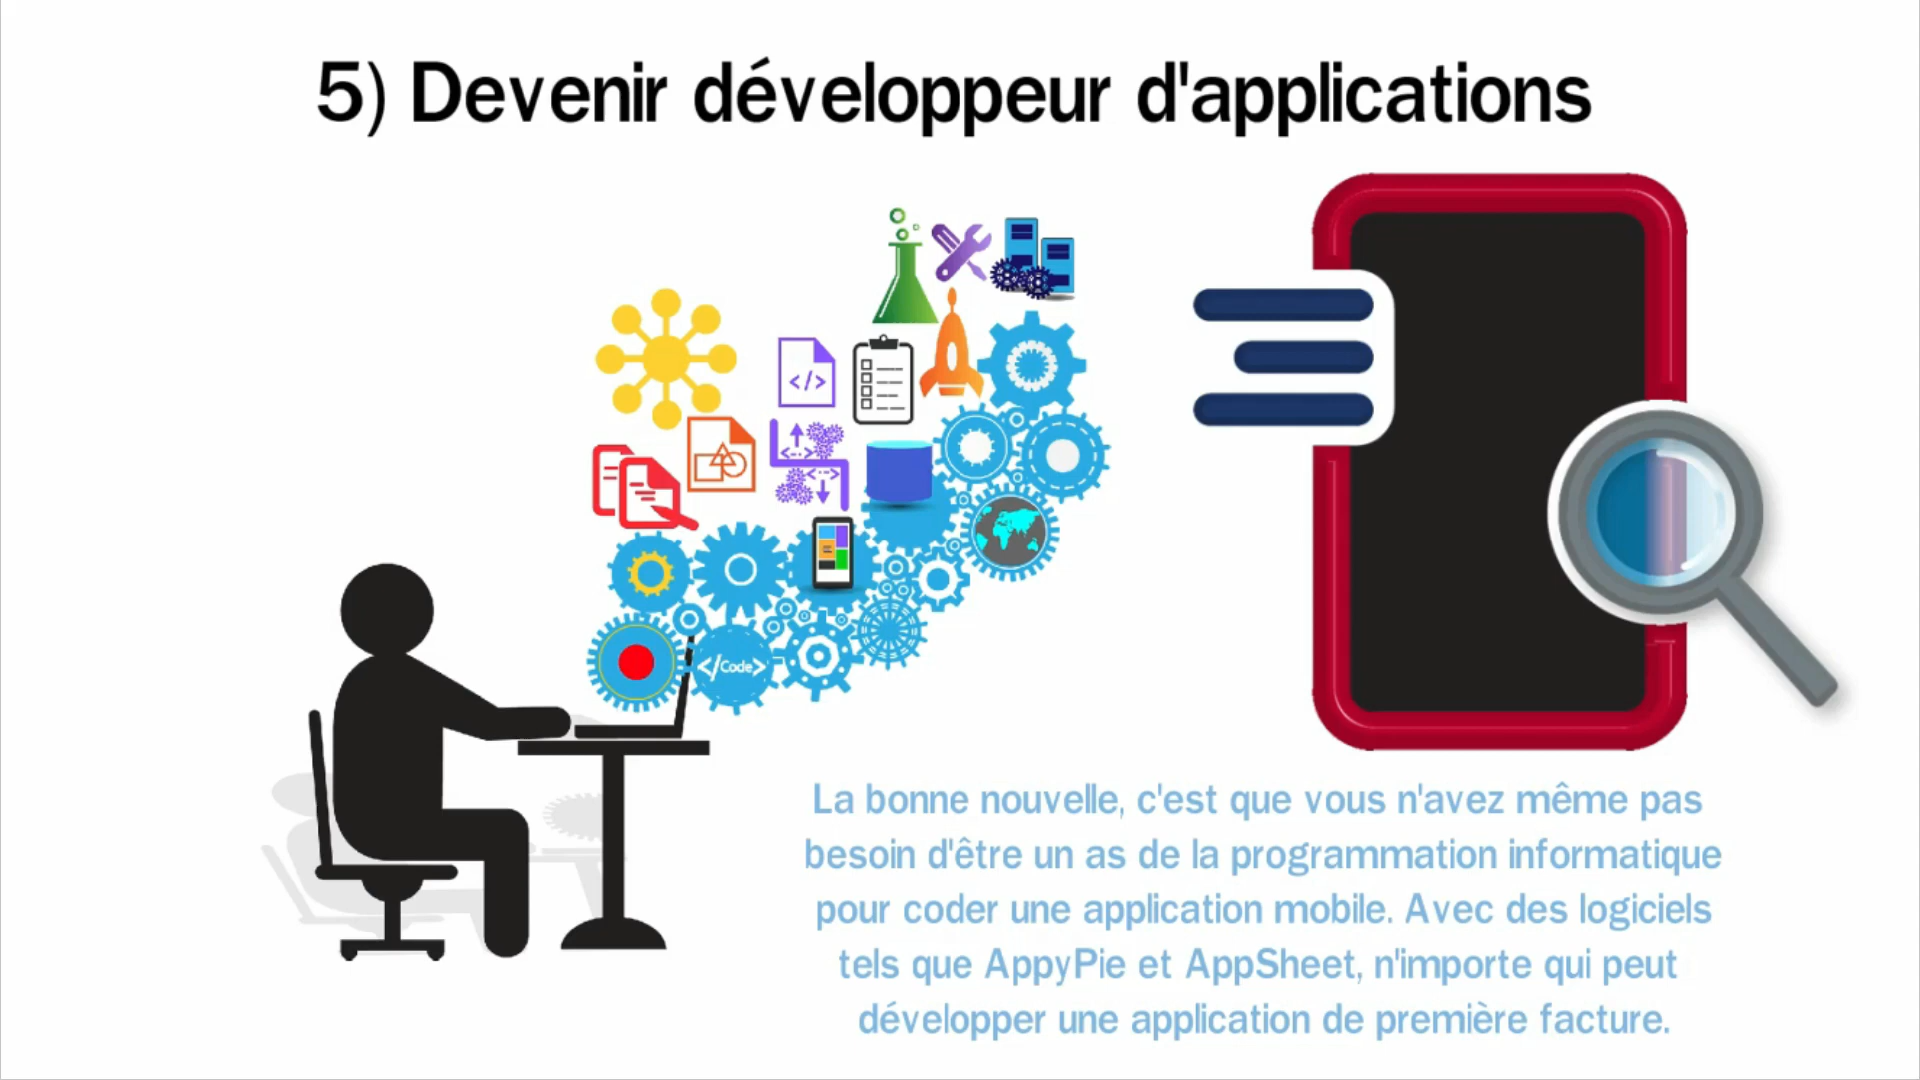 5) Devenir développeur d'applications
</>
</Code>
La bonne nouvelle, c'est que vous n'avez même pas
besoin d'être un as de la programmation informatique
pour coder une application mobile. Avec des logiciels
tels que AppyPie et AppSheet, n'importe qui peut
développer une application de première facture.